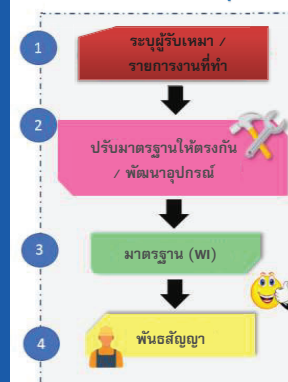 1
ระบุผู้รับเหมา /
รายการงานที่ทำ
2
ปรับมาตรฐานให้ตรงกัน
/ พัฒนาอุปกรณ์
3
มาตรฐาน (WI)
4
พันธสัญญา